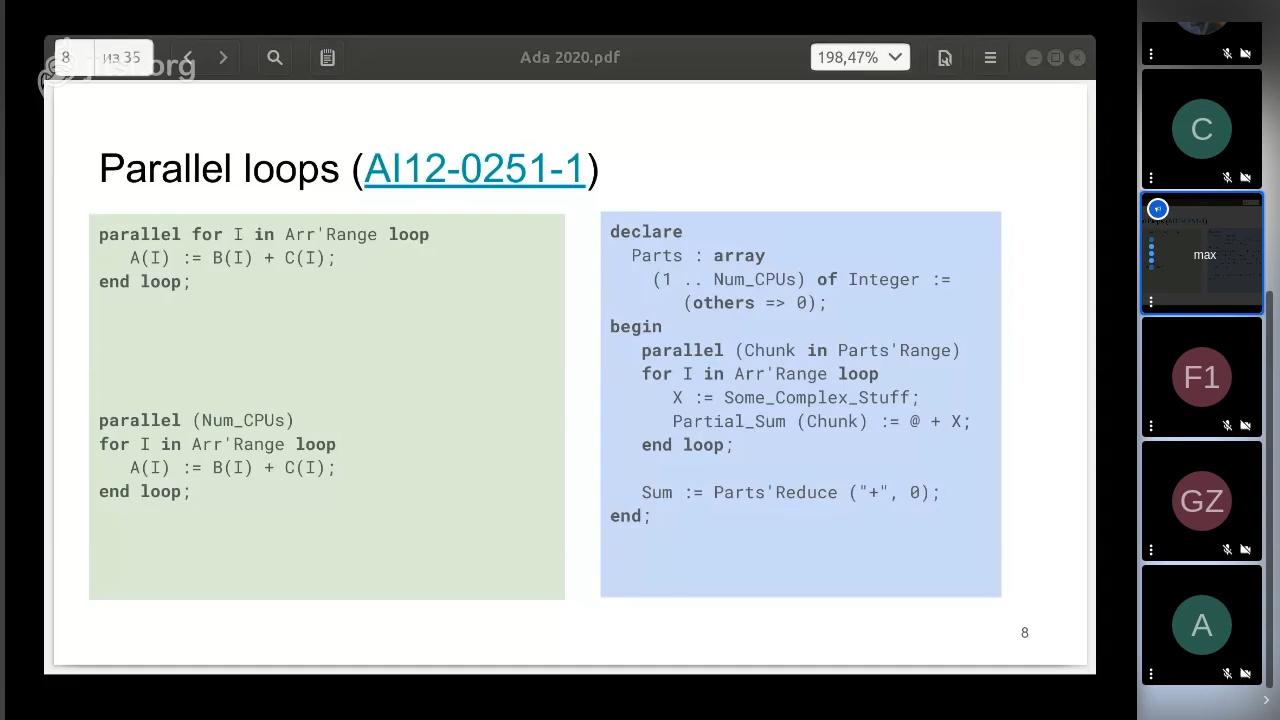 8 из 35
Ada 2020.pdf
198,47%
jitsi.org
Parallel loops (AI12-0251-1)
parallel for I in Arr'Range loop
A(I) := B(I) + C(I);
end loop;
parallel (Num_CPUs)
for I in Arr'Range loop
A(I) := B(I) + C(I);
end loop;
declare
Parts : array
(1 .. Num_CPUs) of Integer :=
(others => 0);
begin
parallel (Chunk in Parts'Range)
for I in Arr'Range loop
X := Some_Complex_Stuff;
Partial_Sum (Chunk) := @ + X;
end loop;
Sum := Parts'Reduce ("+", 0);
end;
8
C
max
F1
GZ
A